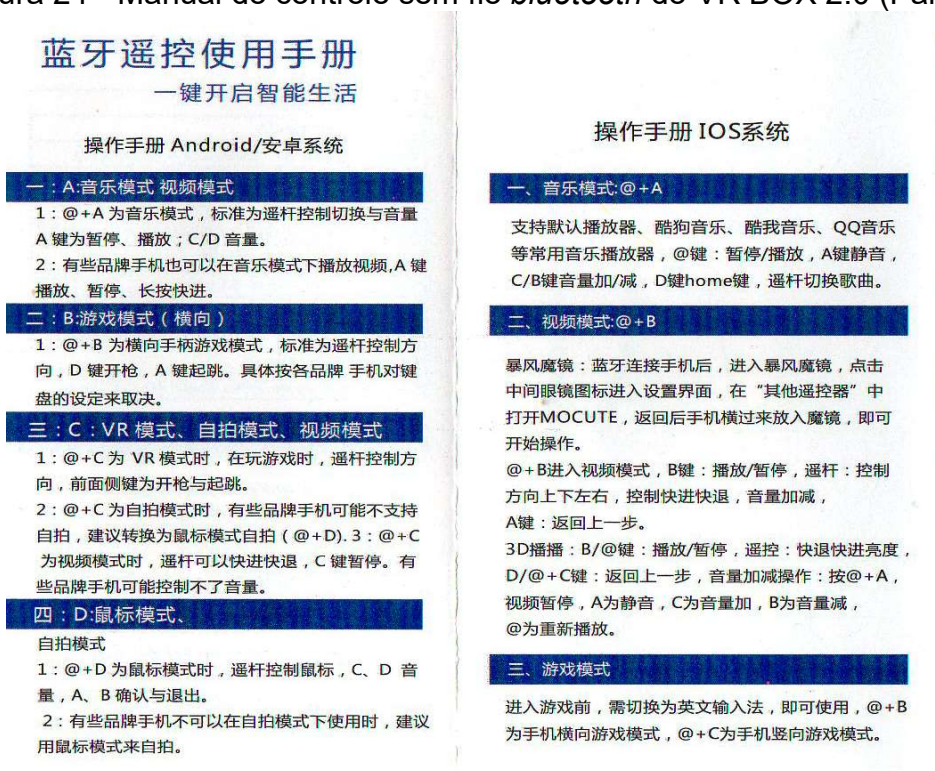 Manual de controle sem fio bluetooth do VR BOX 2.0
蓝牙遥控使用手册
一键开启智能生活
操作手册 Android/安卓系统
一：A:音乐模式 视频模式
1：@+A 为音乐模式，标准为遥杆控制切换与音量
A 键为暂停、播放；C/D 音量。
2：有些品牌手机也可以在音乐模式下播放视频,A 键
播放、暂停、长按快进。
二：B:游戏模式（横向）
1：@+B 为横向手柄游戏模式，标准为遥杆控制方
向，D 键开枪，A 键起跳。具体按各品牌 手机对键
盘的设定来取决。
三：C：VR 模式、自拍模式、视频模式
1：@+C 为 VR 模式时，在玩游戏时，遥杆控制方
向，前面侧键为开枪与起跳。
2：@+C 为自拍模式时，有些品牌手机可能不支持
自拍，建议转换为鼠标模式自拍（@+D). 3：@+C
为视频模式时，遥杆可以快进快退，C 键暂停。有
些品牌手机可能控制不了音量。
四：D:鼠标模式、
自拍模式
1：@+D 为鼠标模式时，遥杆控制鼠标，C、D 音
量，A、B 确认与退出。
2：有些品牌手机不可以在自拍模式下使用时，建议
用鼠标模式来自拍。
操作手册 IOS系统
一、音乐模式:@+A
支持默认播放器、酷狗音乐、酷我音乐、QQ音乐
等常用音乐播放器，@键：暂停/播放，A键静音，
C/B键音量加/减，D键home键，遥杆切换歌曲。
二、视频模式:@+B
暴风魔镜：蓝牙连接手机后，进入暴风魔镜，点击
中间眼镜图标进入设置界面，在“其他遥控器”中
打开MOCUTE，返回后手机横过来放入魔镜，即可
开始操作。
@+B进入视频模式，B键：播放/暂停，遥杆：控制
方向上下左右，控制快进快退，音量加减，
A键：返回上一步。
3D播播：B/@键：播放/暂停，遥控：快退快进亮度，
D/@+C键：返回上一步，音量加减操作：按@+A，
视频暂停，A为静音，C为音量加，B为音量减，
@为重新播放。
三、游戏模式
进入游戏前，需切换为英文输入法，即可使用，@+B
为手机横向游戏模式，@+C为手机竖向游戏模式。